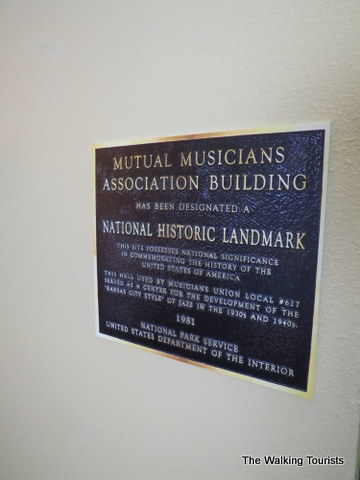 MUTUAL MUSICIANS
ASSOCIATION BUILDING
HAS BEEN DESIGNATED A
NATIONAL HISTORIC LANDMARK
THIS SITE POSSESSES NATIONAL SIGNIFICANCE
IN COMMEMORATING THE HISTORY OF THE
UNITED STATES OF AMERICA
THIS HALL USED BY MUSICIANS UNION LOCAL #627
SERVED AS A CENTER FOR THE DEVELOPMENT OF THE
"KANSAS CITY STYLE" OF JAZZ IN THE 1930s AND 1940s.
1981
NATIONAL PARK SERVICE
UNITED STATES DEPARTMENT OF THE INTERIOR
The Walking Tourists